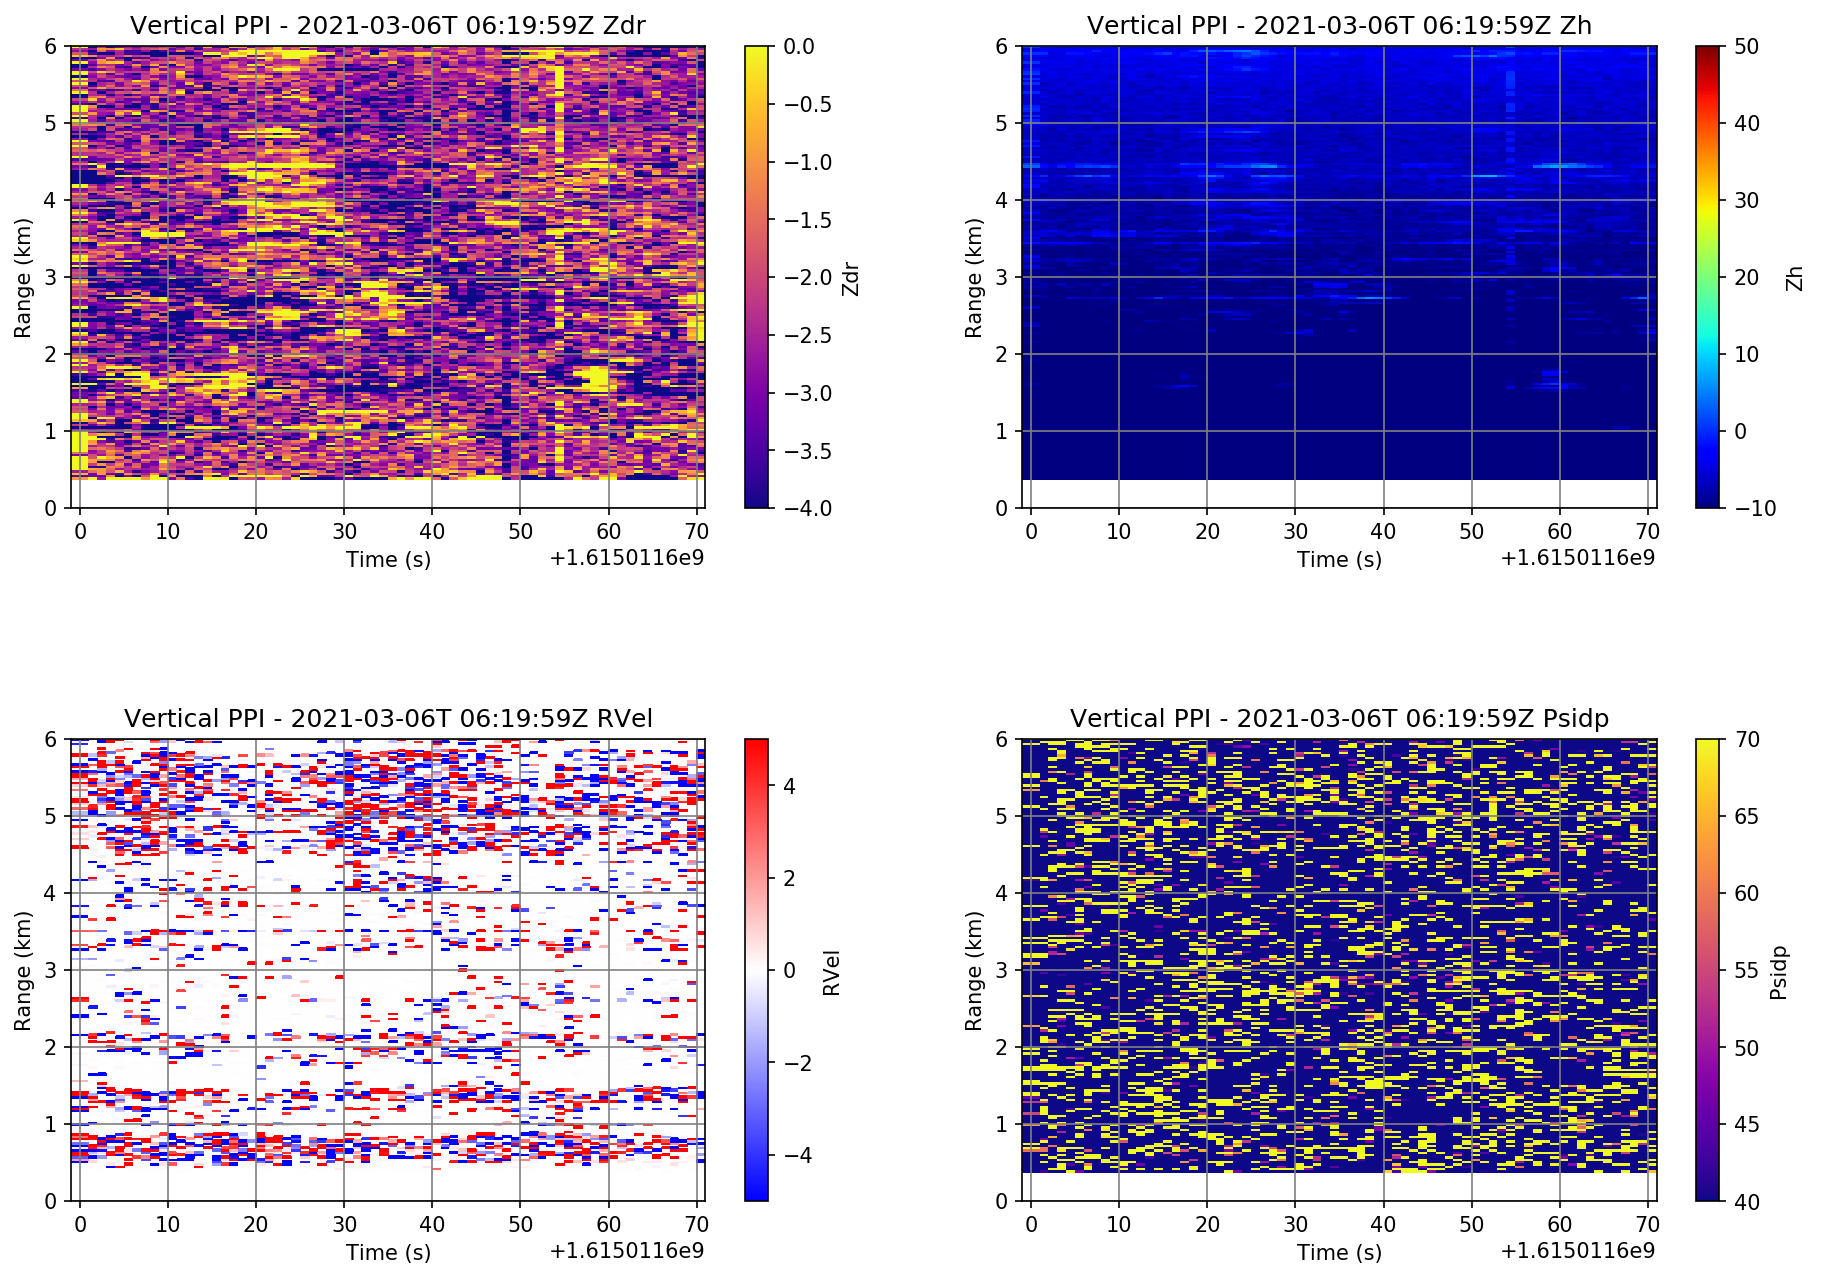 Vertical PPI - 2021-03-06T 06:19:59Z Zdr
6
5
4
3
2
1
0
Range (km)
0 10 20 30 40 50 60 70
Time (s)
+1.6150116e9
0.0
−0.5
−1.0
−1.5
−2.0
−2.5
−3.0
−3.5
−4.0
Zdr
Vertical PPI - 2021-03-06T 06:19:59Z Zh
6
5
4
3
2
1
0
Range (km)
0 10 20 30 40 50 60 70
Time (s)
+1.6150116e9
50
40
30
20
10
0
−10
Zh
Vertical PPI - 2021-03-06T 06:19:59Z RVel
6
5
4
3
2
1
0
Range (km)
0 10 20 30 40 50 60 70
Time (s)
+1.6150116e9
4
2
0
−2
−4
RVel
Vertical PPI - 2021-03-06T 06:19:59Z Psidp
6
5
4
3
2
1
0
Range (km)
0 10 20 30 40 50 60 70
Time (s)
+1.6150116e9
70
65
60
55
50
45
40
Psidp